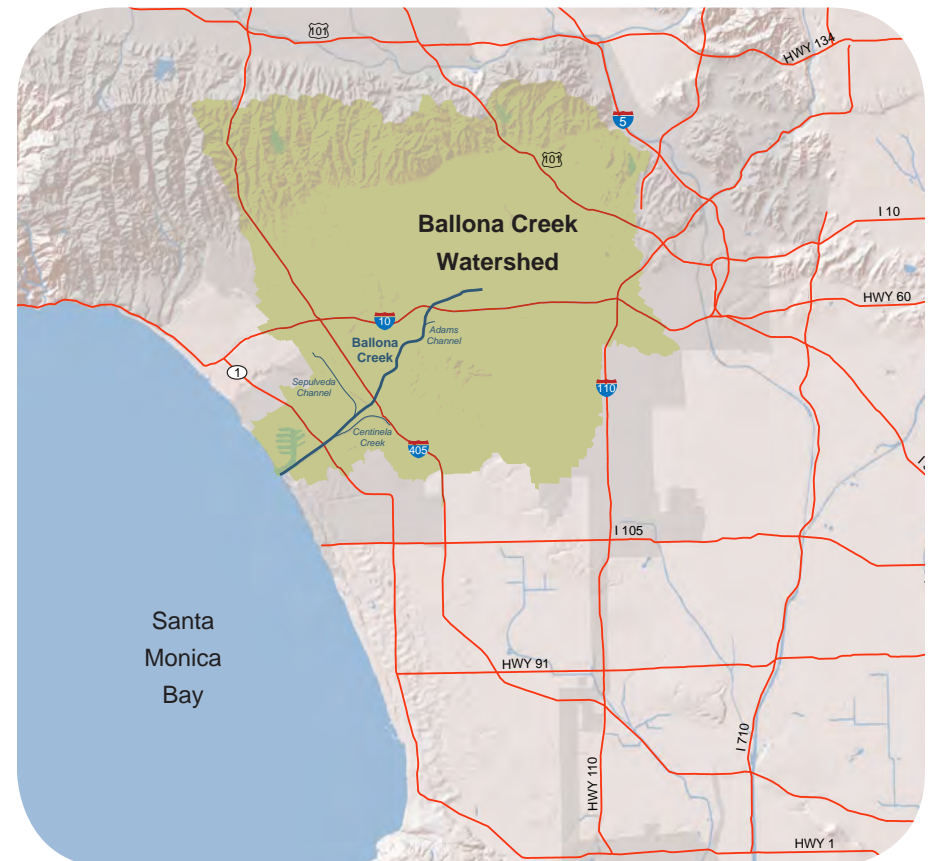 101
HWY 134
5
101
Ballona Creek
Watershed
I 10
HWY 60
10
Adams
Channel
Ballona
Creek
1
Sepulveda
Channel
110
Centinela
Creek
405
I 105
Santa
Monica
Bay
HWY 91
I 710
HWY 110
HWY 1